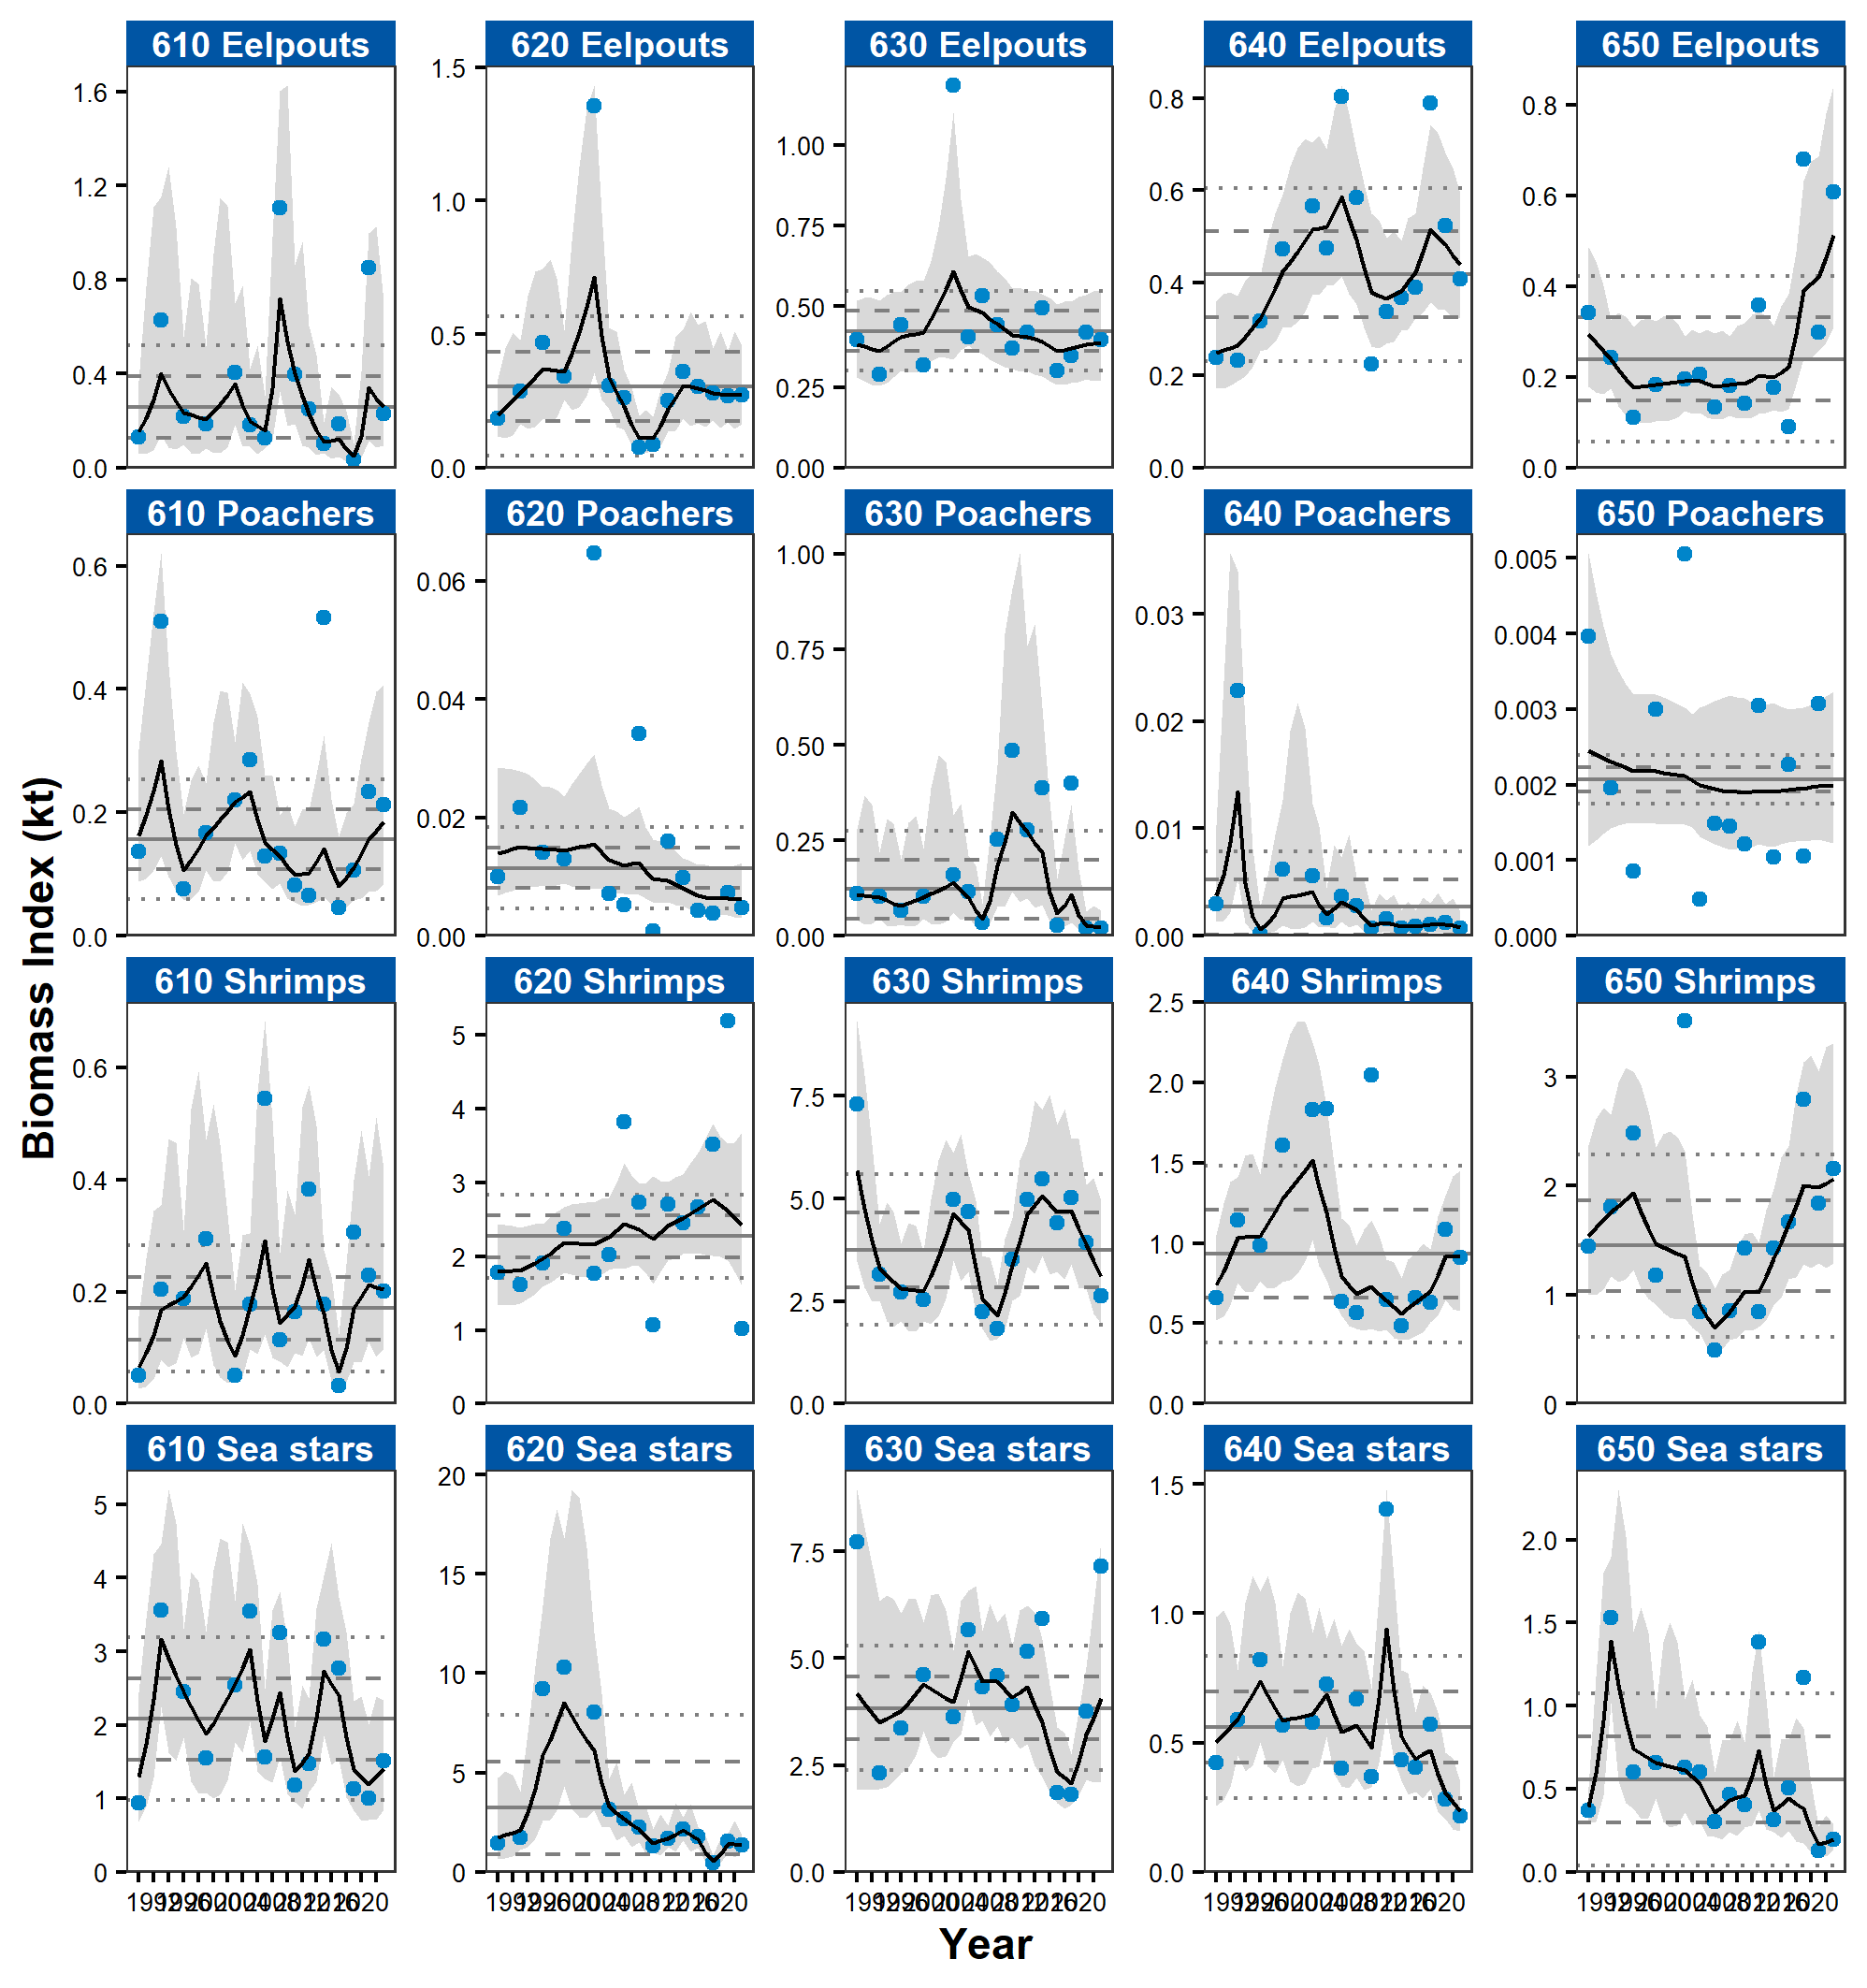 610 Eelpouts 620 Eelpouts 630 Eelpouts 640 Eelpouts 650 Eelpouts
1.6 1.2 0.8 0.4 0.0
1.5 1.0 0.5 0.0
1.00 0.75 0.50 0.25 0.00
0.8 0.6 0.4 0.2 0.0
0.8 0.6 0.4 0.2 0.0
610 Poachers 620 Poachers 630 Poachers 640 Poachers 650 Poachers
0.6 0.4 0.2 0.0
0.06 0.04 0.02 0.00
1.00 0.75 0.50 0.25 0.00
0.03 0.02 0.01 0.00
0.005 0.004 0.003 0.002 0.001 0.000
610 Shrimps 620 Shrimps 630 Shrimps 640 Shrimps 650 Shrimps
0.6 0.4 0.2 0.0
5 4 3 2 1 0
7.5 5.0 2.5 0.0
2.5 2.0 1.5 1.0 0.5 0.0
3 2 1 0
610 Sea stars 620 Sea stars 630 Sea stars 640 Sea stars 650 Sea stars
5 4 3 2 1 0
20 15 10 5 0
7.5 5.0 2.5 0.0
1.5 1.0 0.5 0.0
2.0 1.5 1.0 0.5 0.0
Biomass Index (kt)
Year